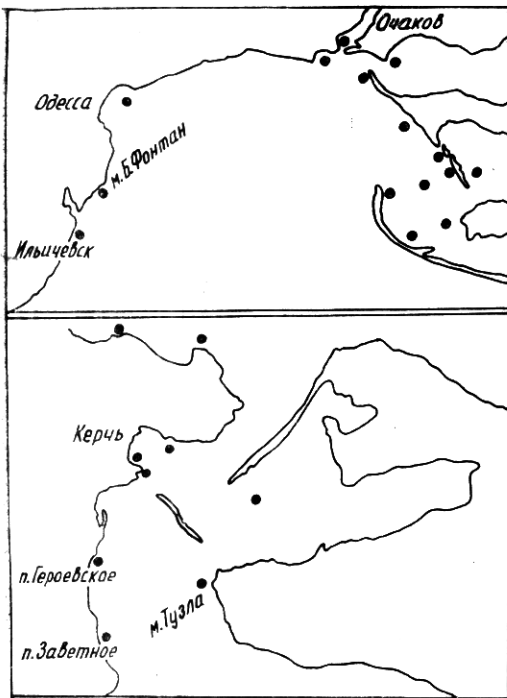 Очаков
Одесса
м.Б.Фонтан
Ильичевск
Керчь
п.Героевское
м.Тузла
п.Заветное